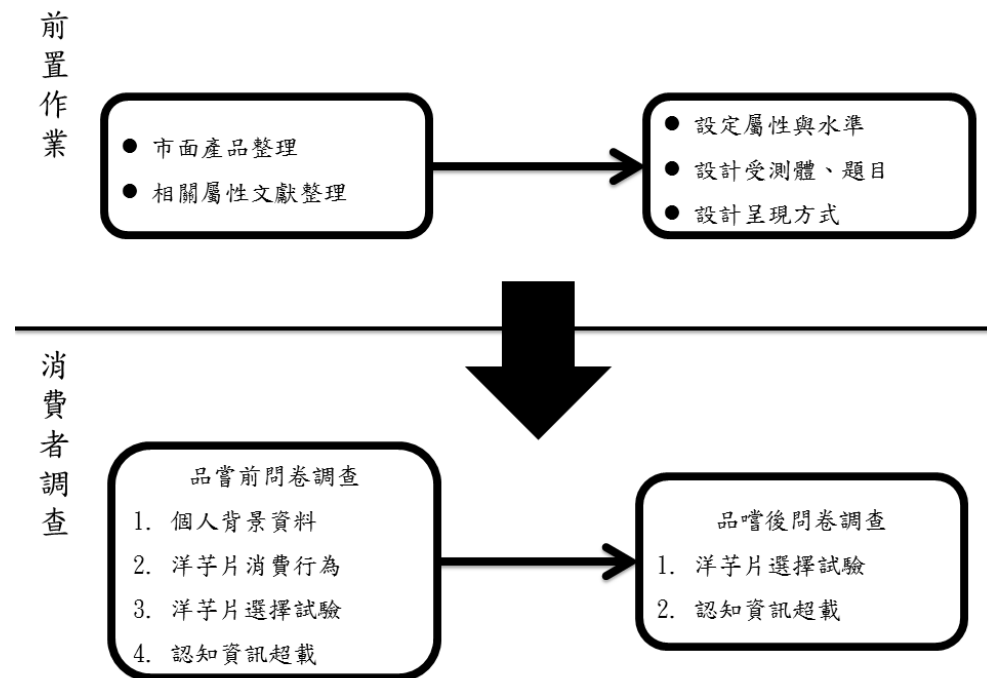 前置作業
● 市面產品整理
● 相關屬性文獻整理
● 設定屬性與水準
● 設計受測體、題目
● 設計呈現方式
消費者調查
品嘗前問卷調查
1. 個人背景資料
2. 洋芋片消費行為
3. 洋芋片選擇試驗
4. 認知資訊超載
品嚐後問卷調查
1. 洋芋片選擇試驗
2. 認知資訊超載